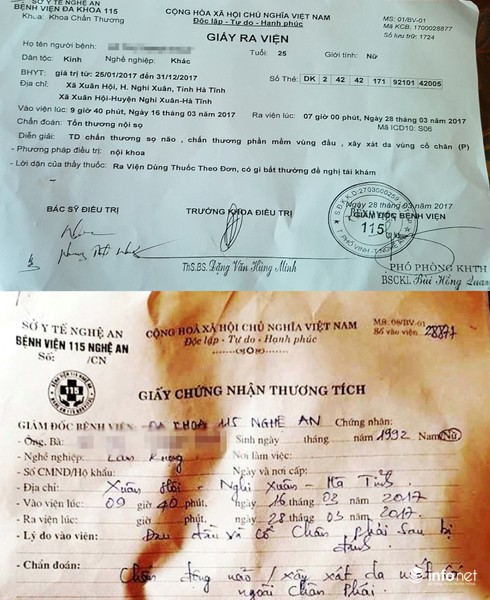 SỞ Y TẾ NGHỆ AN
BỆNH VIỆN ĐA KHOA 115
Khoa: Khoa Chấn Thương
CỘNG HÒA XÃ HỘI CHỦ NGHĨA VIỆT NAM
Độc lập - Tự do - Hạnh phúc
MS: 01/BV-01
Mã KCB: 1700028877
Số lưu trữ: 1724
GIẤY RA VIỆN
Họ tên người bệnh: Tuổi: 25 Giới tính: Nữ
Dân tộc: Kinh Nghề nghiệp: Khác
BHYT: giá trị từ: 25/01/2017 đến 31/12/2017 Số Thẻ: DK 2 42 42 171 92101 42005
Địa chỉ: Xã Xuân Hội, H. Nghi Xuân, Tỉnh Hà Tĩnh
Xã Xuân Hội-Huyện Nghi Xuân-Hà Tĩnh
Vào viện lúc: 9 giờ 40 phút, Ngày 16 tháng 03 năm 2017 Ra viện lúc: 07 giờ 00 phút, Ngày 28 tháng 03 năm 2017
Chẩn đoán: Tổn thương nội sọ Mã ICD10: S06
Diễn giải: TD chấn thương sọ não, chấn thương phần mềm vùng đầu, xây xát da vùng cổ chân (P)
- Phương pháp điều trị: nội khoa
- Lời dặn của thầy thuốc: Ra Viện Dùng Thuốc Theo Đơn, có gì bất thường đề nghị tái khám
Ngày 28 tháng 03 năm 2017
BÁC SỸ ĐIỀU TRỊ TRƯỞNG KHOA ĐIỀU TRỊ GIÁM ĐỐC BỆNH VIỆN
115
T.PHỐ VINH - T.NGHỆ AN
ThS.BS. Đặng Văn Hùng Minh
PHÓ PHÒNG KHTH
BSCKI. Bùi Hồng Quan
SỞ Y TẾ NGHỆ AN
BỆNH VIỆN 115 NGHỆ AN
Số: /CN
CỘNG HOÀ XÃ HỘI CHỦ NGHĨA VIỆT NAM
Độc lập - Tự do - Hạnh phúc
MS: 08/BV-01
Số vào viện:
BỆNH VIỆN 115
115
GIẤY CHỨNG NHẬN THƯƠNG TÍCH
GIÁM ĐỐC BỆNH VIỆN ĐA KHOA 115 NGHỆ AN Chứng nhận:
- Ông, Bà: Sinh ngày tháng năm 1992 Nam/Nữ
- Nghề nghiệp: Nơi làm việc:
- Số CMND/Hộ khẩu: Ngày và nơi cấp:
- Địa chỉ: Xuân Hội - Nghi Xuân - Hà Tĩnh
- Vào viện lúc: 09 giờ 40 phút, ngày 16 tháng 03 năm 2017
- Ra viện lúc: giờ phút, ngày 28 tháng 03 năm 2017.
- Lý do vào viện: Đau đầu và cổ chân phải sau bị đánh.
- Chẩn đoán: Chấn động não / xây xát da mắt cá ngoài chân phải.
infonet